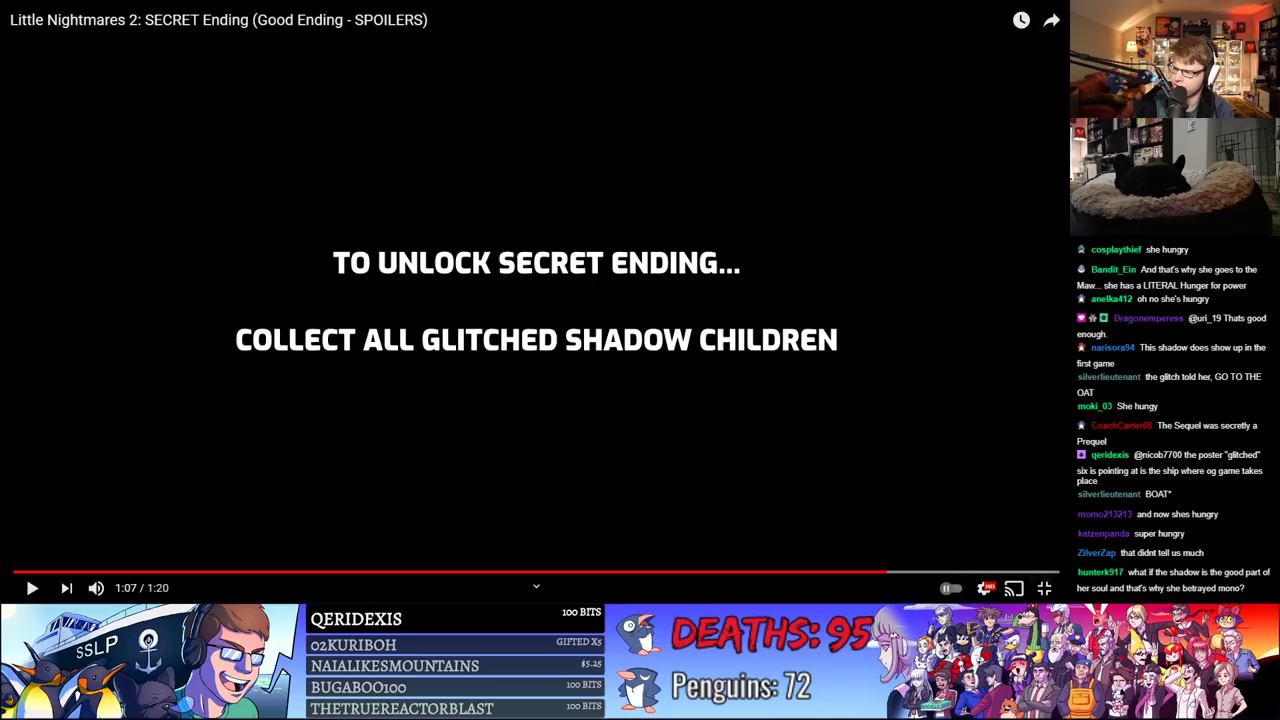 Little Nightmares 2: SECRET Ending (Good Ending - SPOILERS)
TO UNLOCK SECRET ENDING...
COLLECT ALL GLITCHED SHADOW CHILDREN
1:07 / 1:20
HD
cosplaythief she hungry
Bandit_Ein And that's why she goes to the
Maw... she has a LITERAL Hunger for power
anelka412 oh no she's hungry
Dragonemperess @uri_19 Thats good
enough.
narisora94 This shadow does show up in the
first game
silverlieutenant the glitch told her, GO TO THE
OAT
moki_03 She hungy
CoachCarter68 The Sequel was secretly a
Prequel
qeridexis @nicob7700 the poster "glitched"
six is pointing at is the ship where og game takes
place
silverlieutenant BOAT*
momo213213 and now shes hungry
katzenpanda super hungry
ZilverZap that didnt tell us much
hunterk917 what if the shadow is the good part of
her soul and that's why she betrayed mono?
SSLP
QERIDEXIS 100 BITS
02KURIBOH GIFTED X5
NAIALIKESMOUNTAINS $5.25
BUGABOO100 100 BITS
THETRUEREACTORBLAST 100 BITS
DEATHS: 95
Penguins: 72